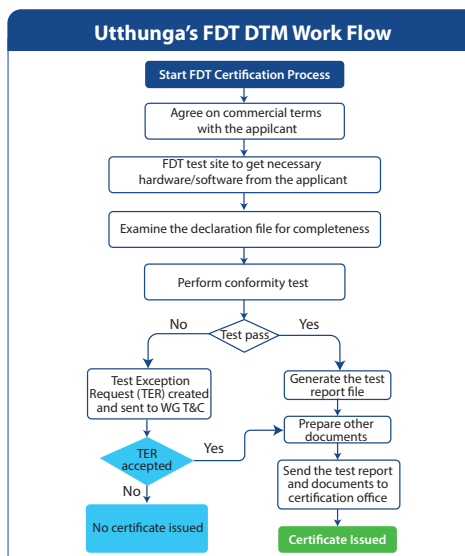 Utthunga's FDT DTM Work Flow
Start FDT Certification Process
Agree on commercial terms
with the appilcant
FDT test site to get necessary
hardware/software from the applicant
Examine the declaration file for completeness
Perform conformity test
No
Test pass
Yes
Test Exception
Request (TER) created
and sent to WG T&C
Generate the test
report file
TER
accepted
Yes
Prepare other
documents
No
Send the test report
and documents to
certification office
No certificate issued
Certificate Issued